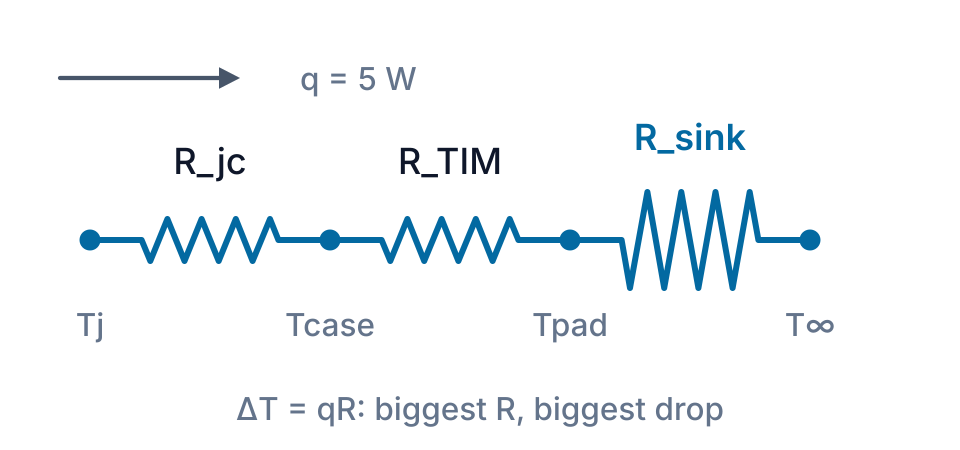 q = 5 W
R_jc
R_TIM
R_sink
Tj
Tcase
Tpad
T∞
ΔT = qR: biggest R, biggest drop